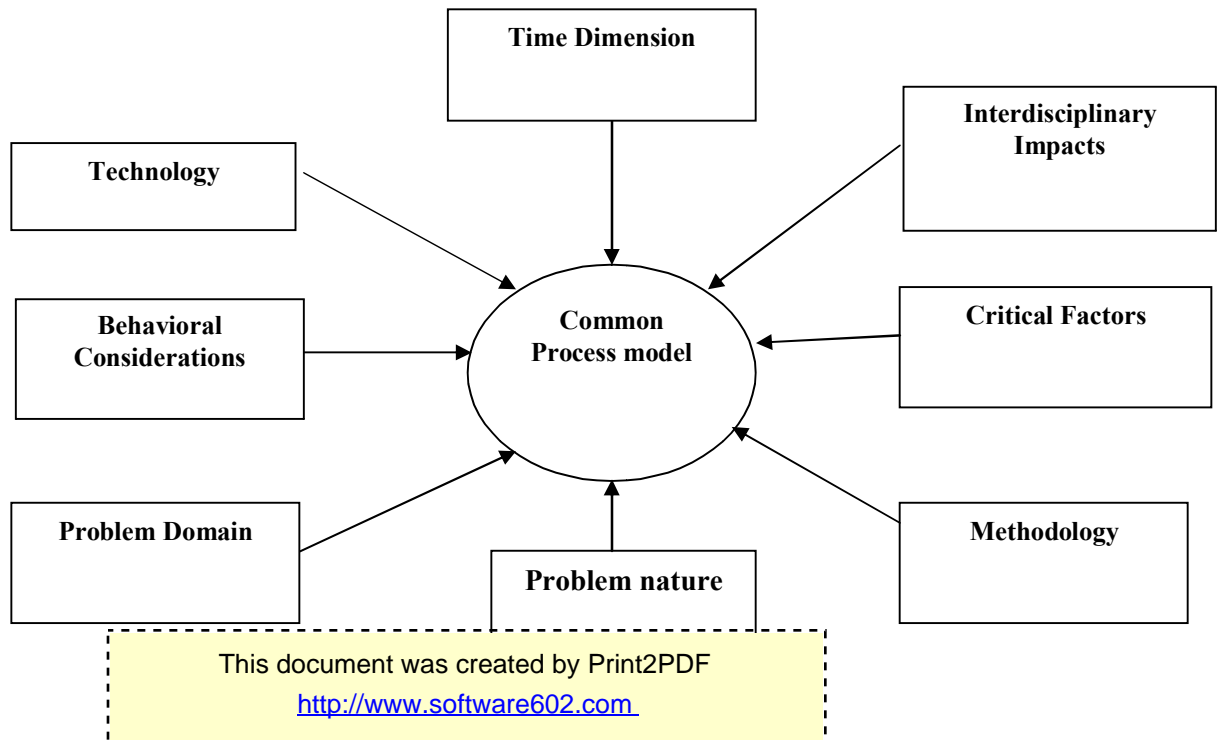 Time Dimension
Interdisciplinary
Impacts
Technology
Behavioral
Considerations
Common
Process model
Critical Factors
Problem Domain
Problem nature
Methodology
This document was created by Print2PDF
http://www.software602.com